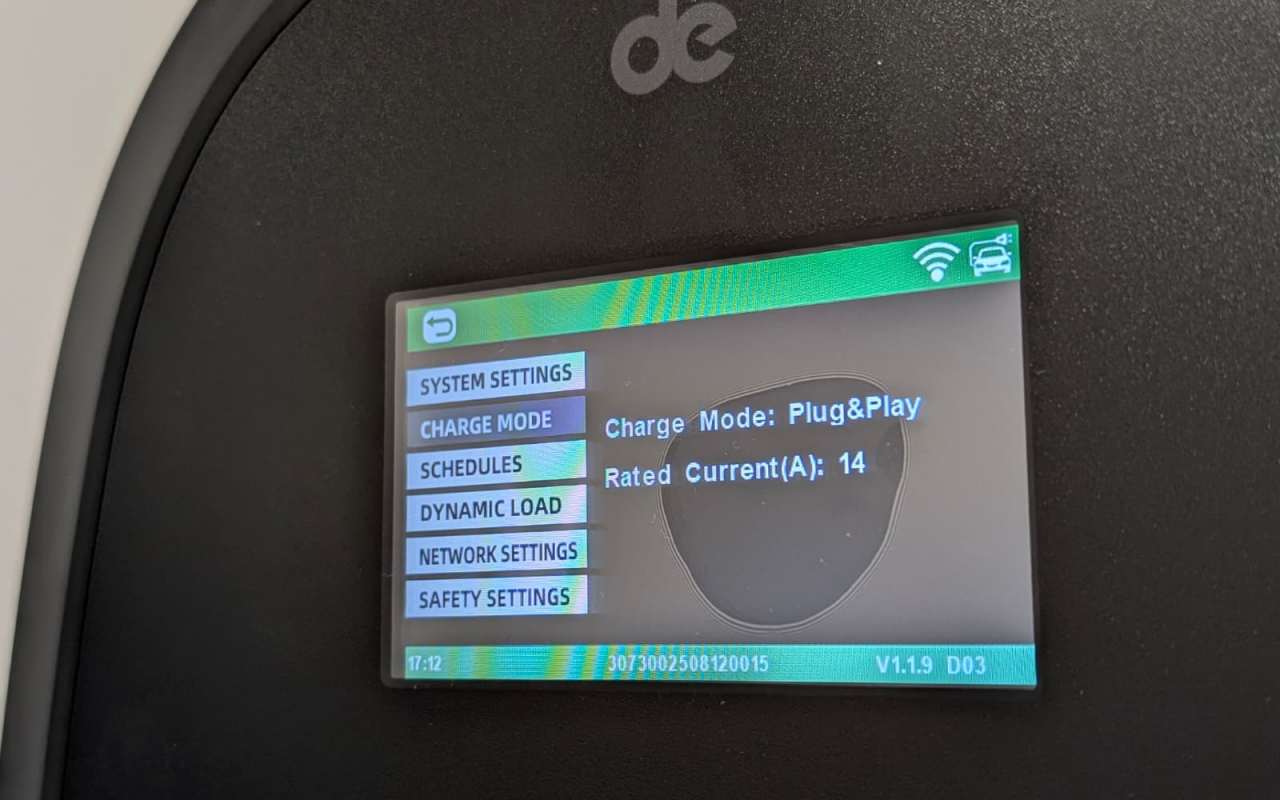 de
SYSTEM SETTINGS
CHARGE MODE
SCHEDULES
DYNAMIC LOAD
NETWORK SETTINGS
SAFETY SETTINGS
Charge Mode: Plug&Play
Rated Current(A): 14
17:12
3073002508120015
V1.1.9 D03